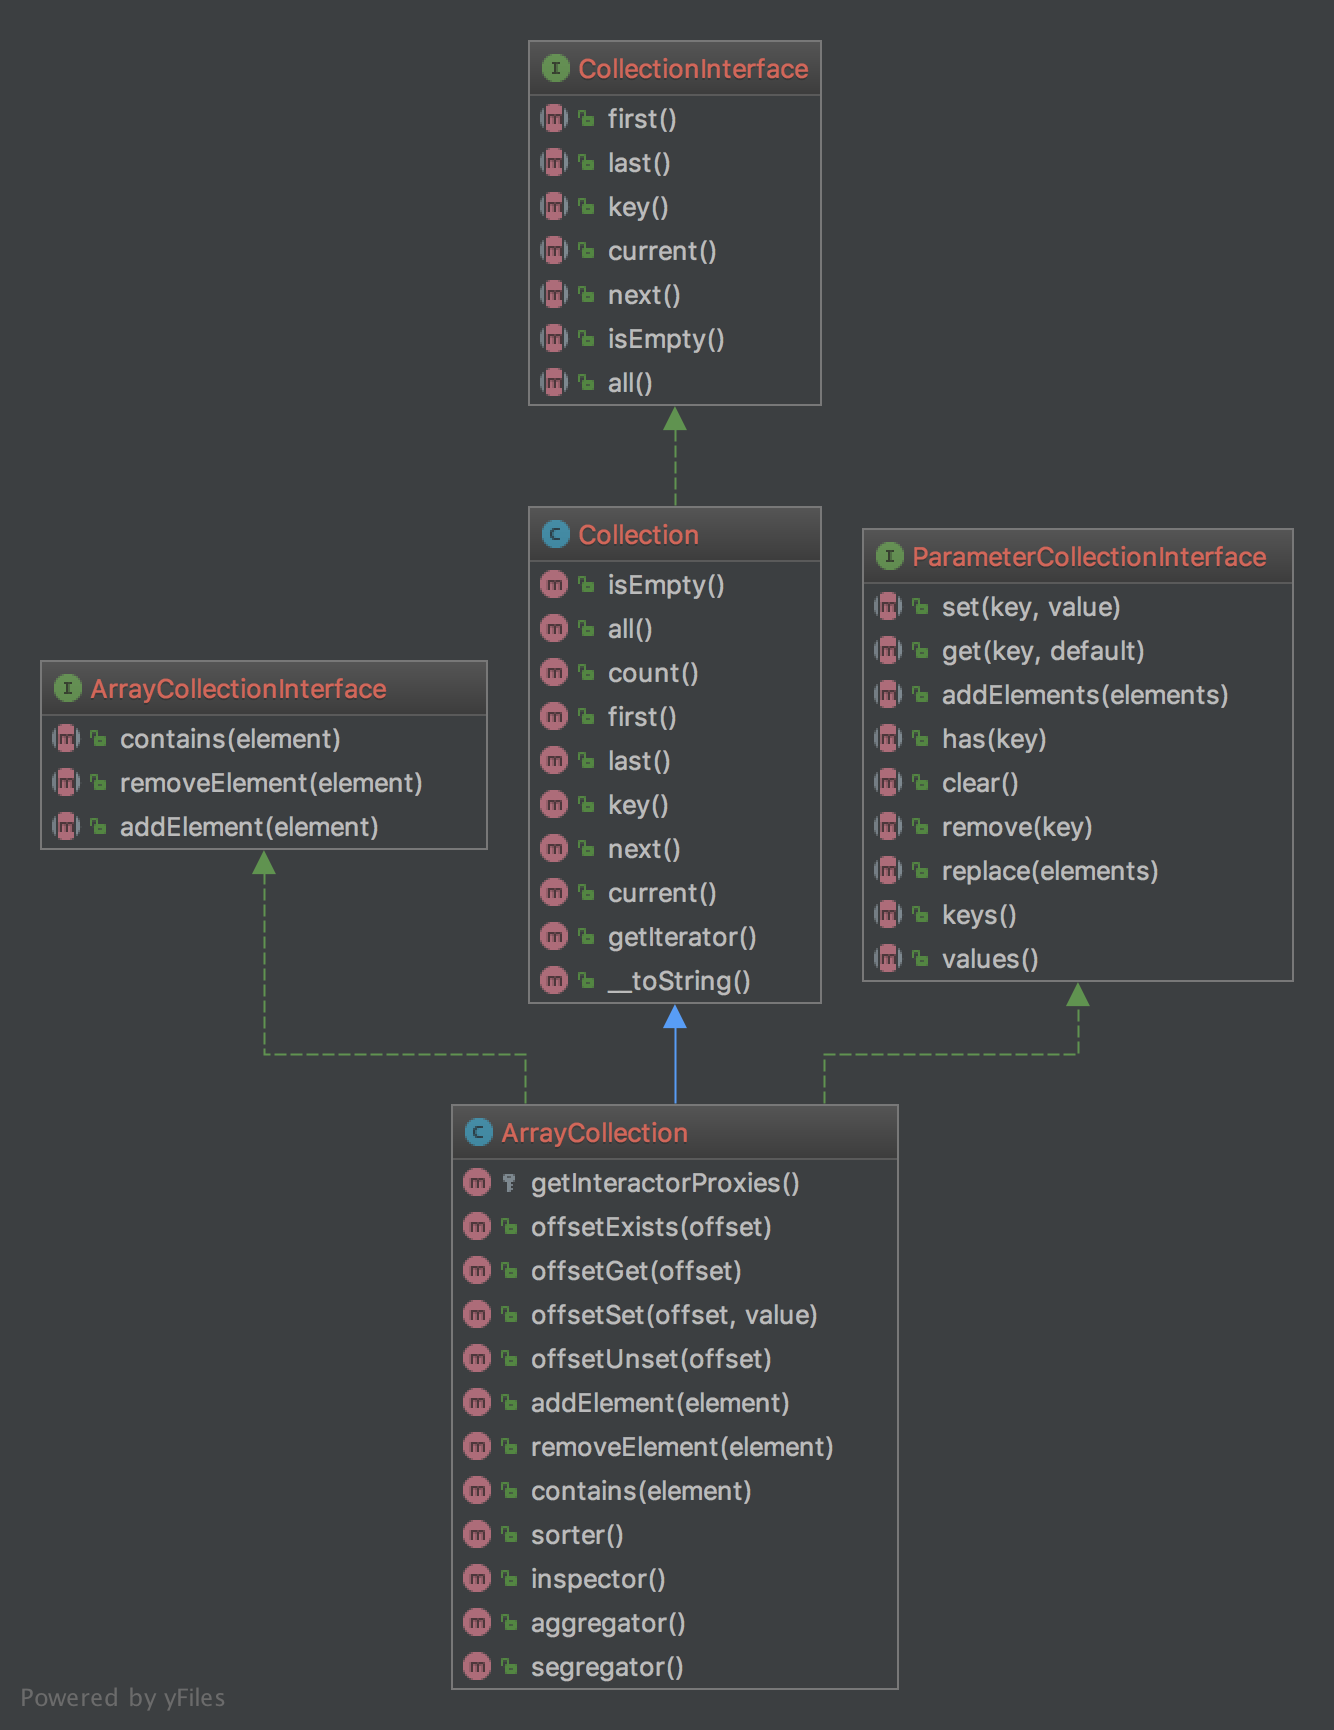 CollectionInterface
first()
last()
key()
current()
next()
isEmpty()
all()
Collection
isEmpty()
all()
count()
first()
last()
key()
next()
current()
getIterator()
__toString()
ParameterCollectionInterface
set(key, value)
get(key, default)
addElements(elements)
has(key)
clear()
remove(key)
replace(elements)
keys()
values()
ArrayCollectionInterface
contains(element)
removeElement(element)
addElement(element)
ArrayCollection
getInteractorProxies()
offsetExists(offset)
offsetGet(offset)
offsetSet(offset, value)
offsetUnset(offset)
addElement(element)
removeElement(element)
contains(element)
sorter()
inspector()
aggregator()
segregator()
Powered by yFiles